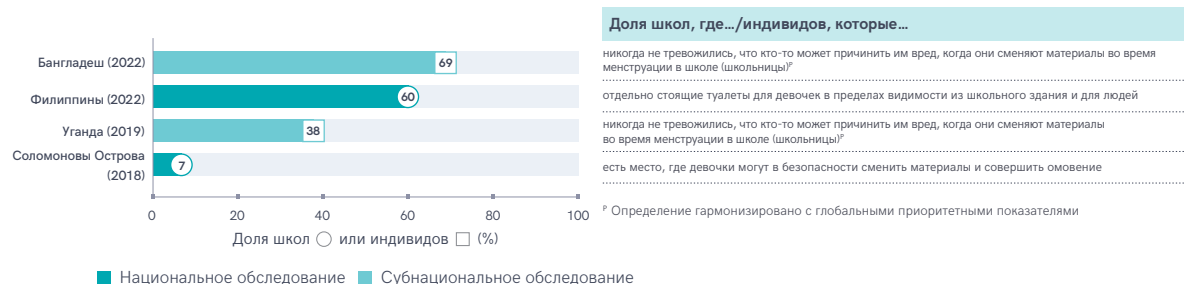 Доля школ, где…/индивидов, которые…
Бангладеш (2022)
69
никогда не тревожились, что кто-то может причинить им вред, когда они сменяют материалы во время
менструации в школе (школьницы)ᴾ
Филиппины (2022)
60
отдельно стоящие туалеты для девочек в пределах видимости из школьного здания и для людей
Уганда (2019)
38
никогда не тревожились, что кто-то может причинить им вред, когда они сменяют материалы
во время менструации в школе (школьницы)ᴾ
Соломоновы Острова
(2018)
7
есть место, где девочки могут в безопасности сменить материалы и совершить омовение
0 20 40 60 80 100
Доля школ или индивидов (%)
ᴾ Определение гармонизировано с глобальными приоритетными показателями
Национальное обследование Субнациональное обследование